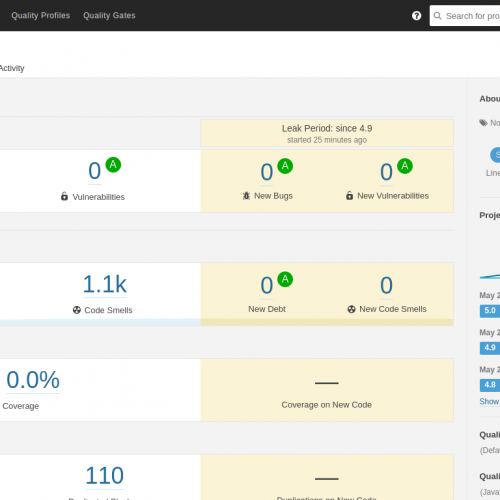 Quality Profiles Quality Gates
Search for pro
Activity
Leak Period: since 4.9
started 25 minutes ago
0 A
Vulnerabilities
0 A
New Bugs
0 A
New Vulnerabilities
1.1k
Code Smells
0 A
New Debt
0
New Code Smells
0.0%
Coverage
—
Coverage on New Code
110
—
Duplications on New Code
Abou
No
S
Line
Proje
May 2
5.0
May 2
4.9
May 2
4.8
Show
Quali
(Defa
Quali
(Java